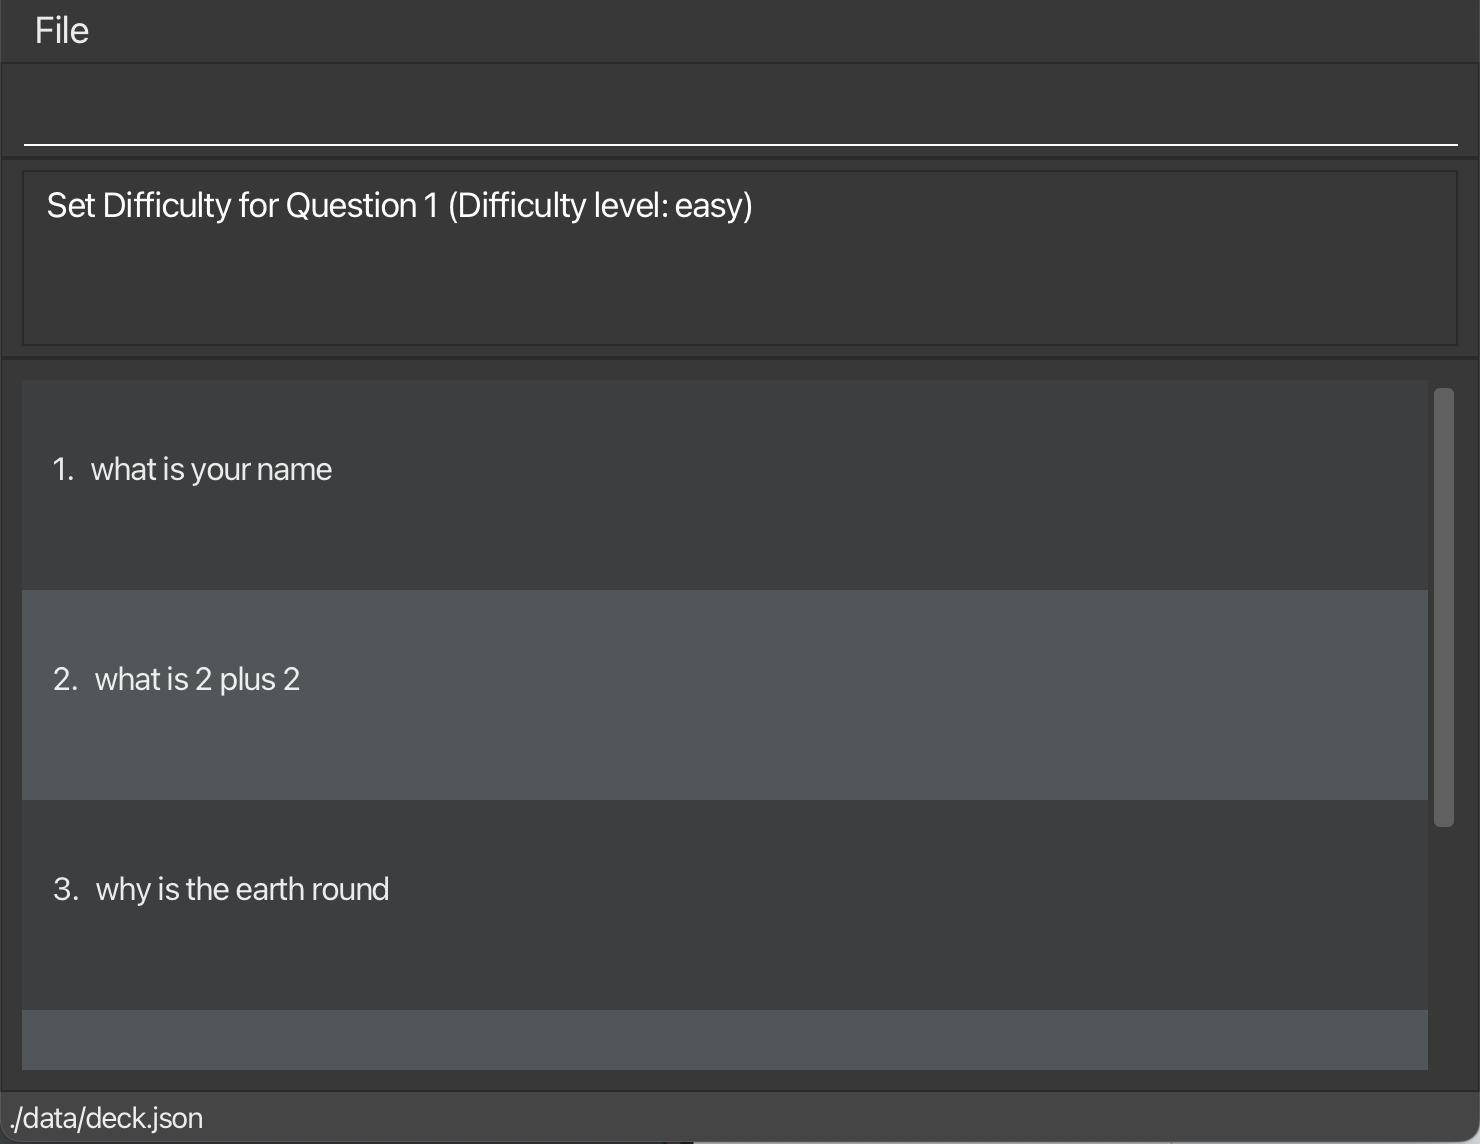 File
Set Difficulty for Question 1 (Difficulty level: easy)
1. what is your name
2. what is 2 plus 2
3. why is the earth round
./data/deck.json